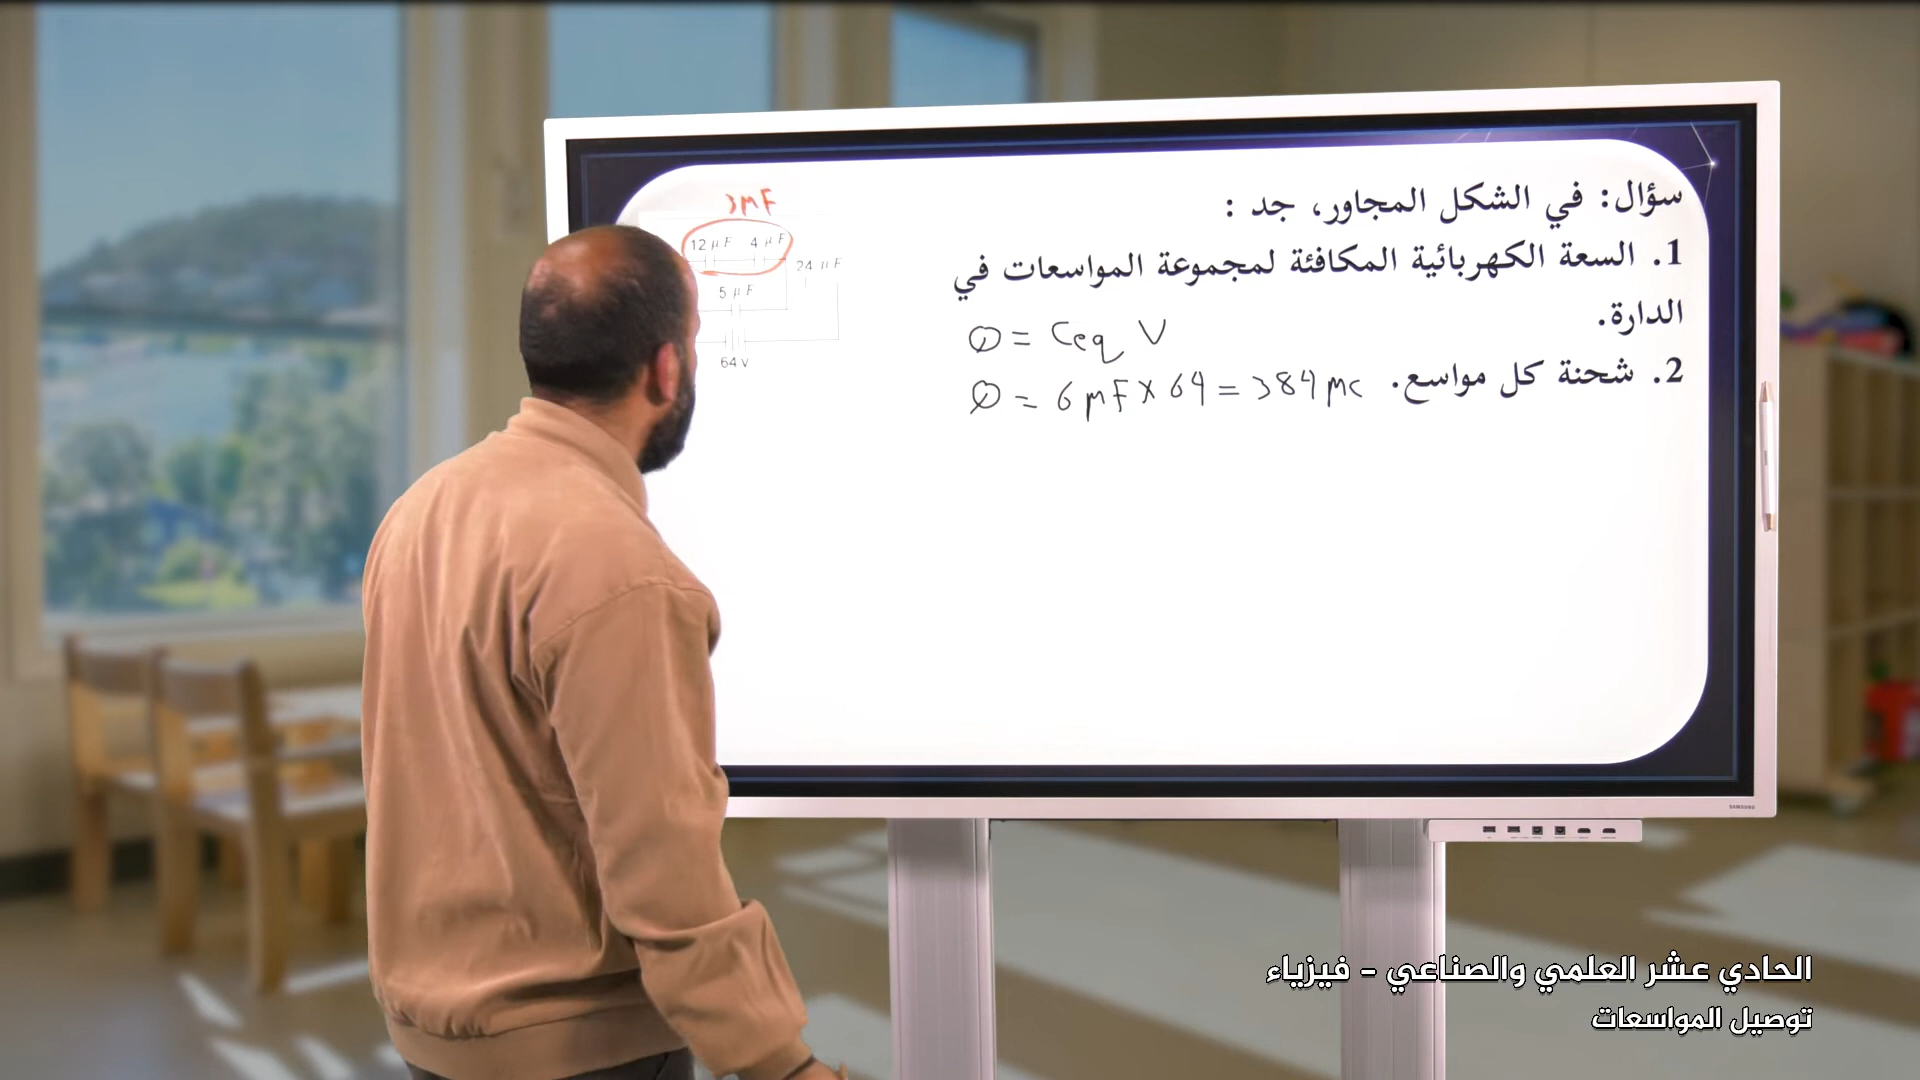 سؤال: في الشكل المجاور، جد :
1. السعة الكهربائية المكافئة لمجموعة المواسعات في
الدارة.
2. شحنة كل مواسع.
Q = Ceq V
Q = 6 μF × 64 = 384 μC
3μF
12 μF 4 μF
24 μF
5 μF
64 V
SAMSUNG
الحادي عشر العلمي والصناعي - فيزياء
توصيل المواسعات